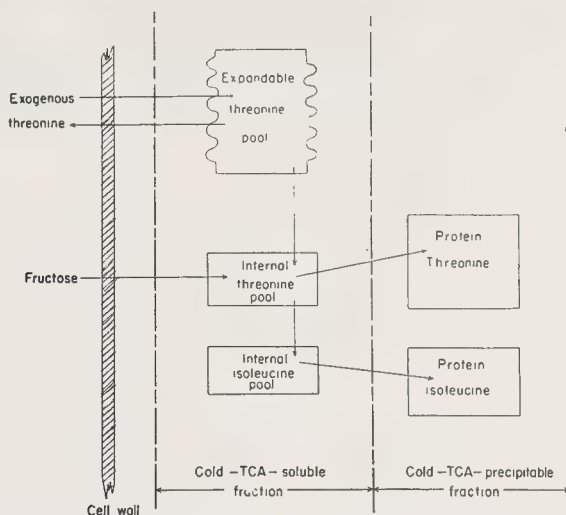 Expandable
threonine
pool
Exogenous
threonine
Fructose
Internal
threonine
pool
Protein
Threonine
Internal
isoleucine
pool
Protein
isoleucine
Cold-TCA-soluble
fraction
Cold-TCA-precipitable
fraction
Cell wall